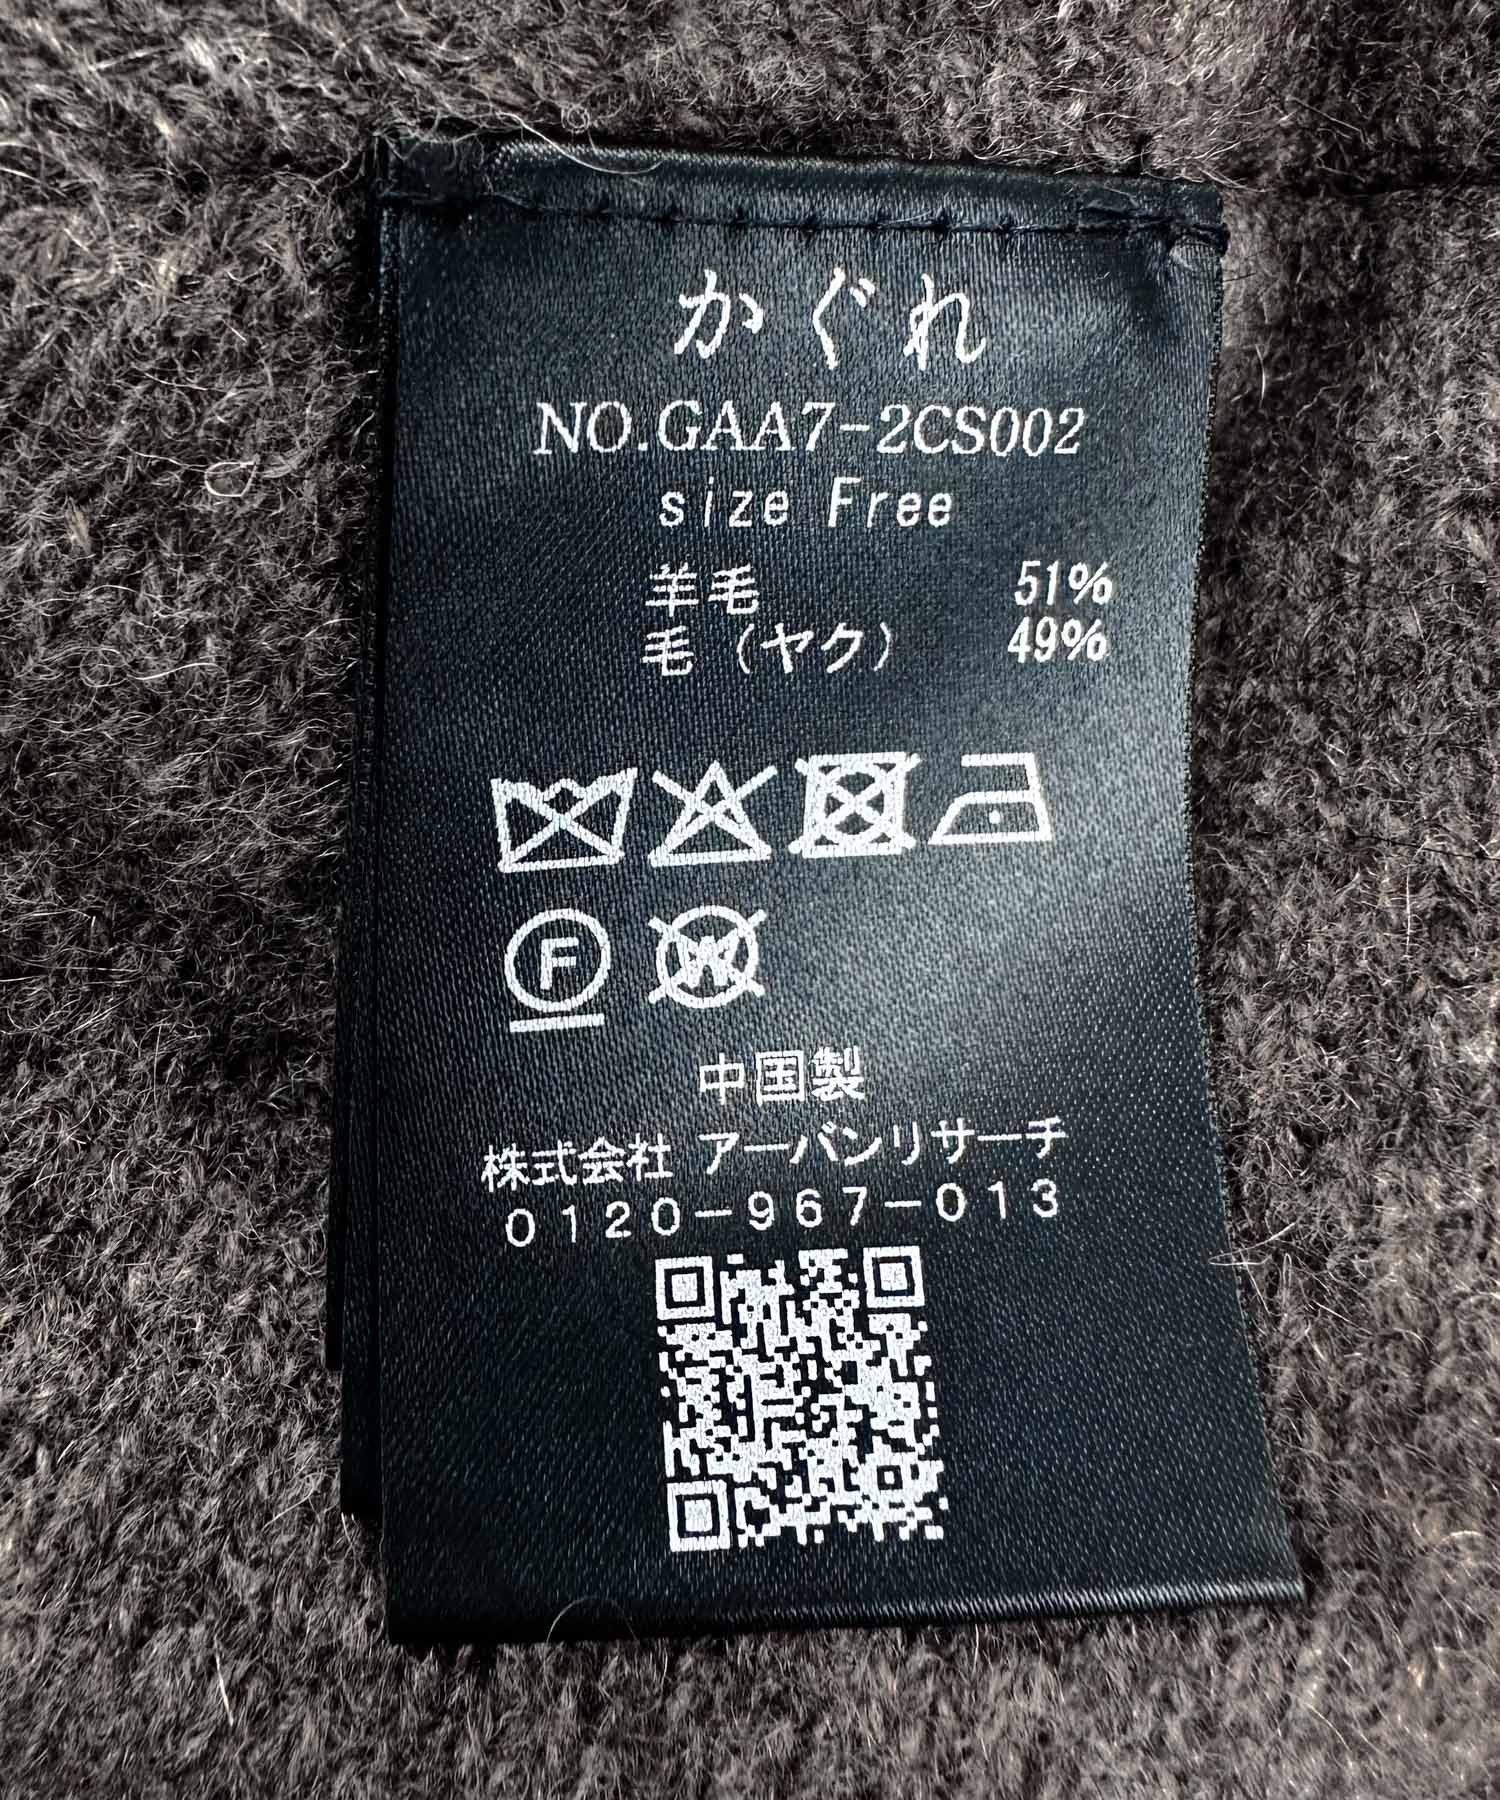 かぐれ
NO.GAA7-2CS002
size Free
羊毛 51%
毛（ヤク） 49%
F
W
中国製
株式会社 アーバンリサーチ
0120-967-013